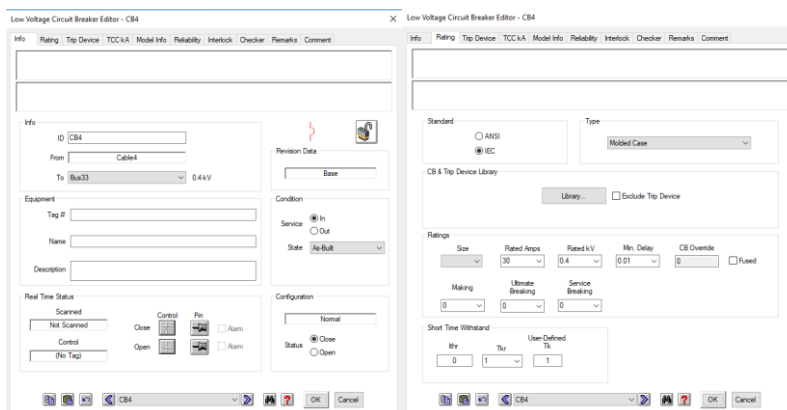 Low Voltage Circuit Breaker Editor - CB4
Info Rating Trip Device TCC kA Model Info Reliability Interlock Checker Remarks Comment
Info
ID CB4
From Cable4
To Bus33 0.4 kV
Revision Data
Base
Equipment
Tag #
Name
Description
Condition
Service In
Out
State As-Built
Real Time Status
Scanned
Not Scanned
Control
(No Tag)
Control Pin
Close Alarm
Open Alarm
Configuration
Normal
Status Close
Open
CB4
OK Cancel
Low Voltage Circuit Breaker Editor - CB4
Info Rating Trip Device TCC kA Model Info Reliability Interlock Checker Remarks Comment
Standard
ANSI
IEC
Type
Molded Case
CB & Trip Device Library
Library... Exclude Trip Device
Ratings
Size Rated Amps Rated kV Min. Delay CB Override
30 0.4 0.01 0 Fused
Making Ultimate Breaking Service Breaking
0 0 0
Short Time Withstand
Ithr Tkr User-Defined Tk
0 1 1
CB4
OK Cancel